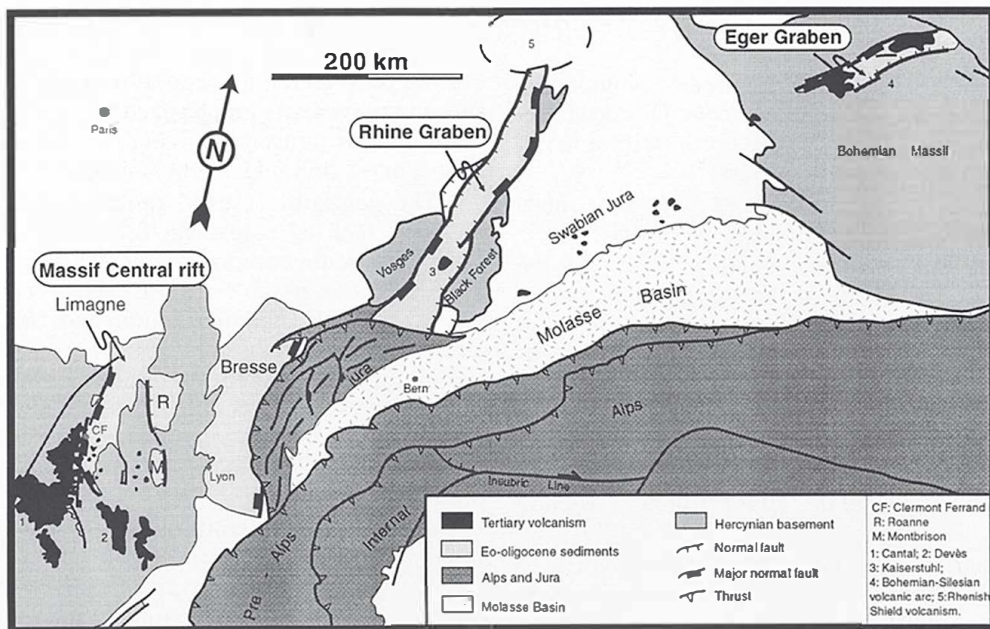 5
Eger Graben
200 km
4
Paris
N
Rhine Graben
Bohemian Massif
Swabian Jura
Vosges
3
Black Forest
Massif Central rift
Limagne
Molasse Basin
Bresse
Jura
Bern
R
Alps
CF
M
Lyon
Insubric Line
1
2
Internal
Pre - Alps
Tertiary volcanism
Eo-oligocene sediments
Alps and Jura
Molasse Basin
Hercynian basement
Normal fault
Major normal fault
Thrust
CF: Clermont Ferrand
R: Roanne
M: Montbrison
1: Cantal; 2: Devès
3: Kaiserstuhl;
4: Bohemian-Silesian
volcanic arc; 5:Rhenish
Shield volcanism.